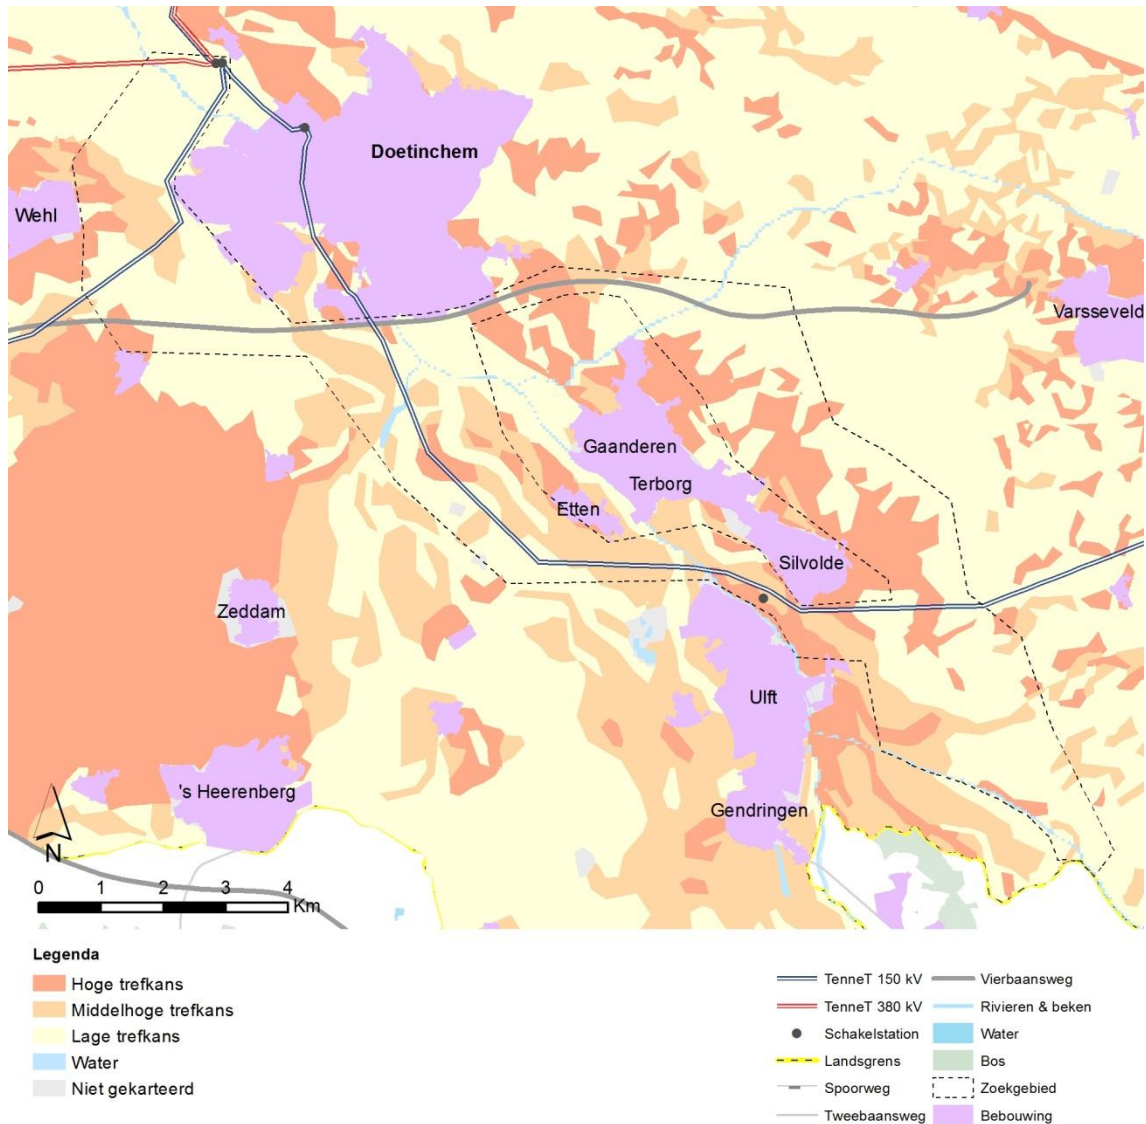 Doetinchem
Wehl
Varsseveld
Gaanderen
Terborg
Etten
Silvolde
Zeddam
Ulft
's Heerenberg
Gendringen
N
0 1 2 3 4
Km
Legenda
Hoge trefkans
Middelhoge trefkans
Lage trefkans
Water
Niet gekarteerd
TenneT 150 kV
TenneT 380 kV
Schakelstation
Landsgrens
Spoorweg
Tweebaansweg
Vierbaansweg
Rivieren & beken
Water
Bos
Zoekgebied
Bebouwing